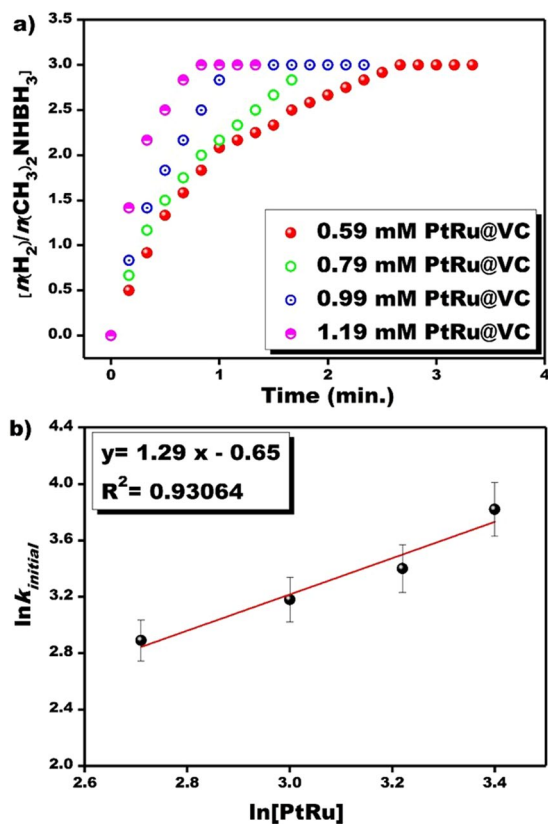 a)
[n(H2)/n(CH3)2NHBH3]
3.5
3.0
2.5
2.0
1.5
1.0
0.5
0.0
0.59 mM PtRu@VC
0.79 mM PtRu@VC
0.99 mM PtRu@VC
1.19 mM PtRu@VC
0 1 2 3 4
Time (min.)
b)
y= 1.29 x - 0.65
R²= 0.93064
lnkinitial
4.4
4.0
3.6
3.2
2.8
2.4
2.0
2.6 2.8 3.0 3.2 3.4
ln[PtRu]